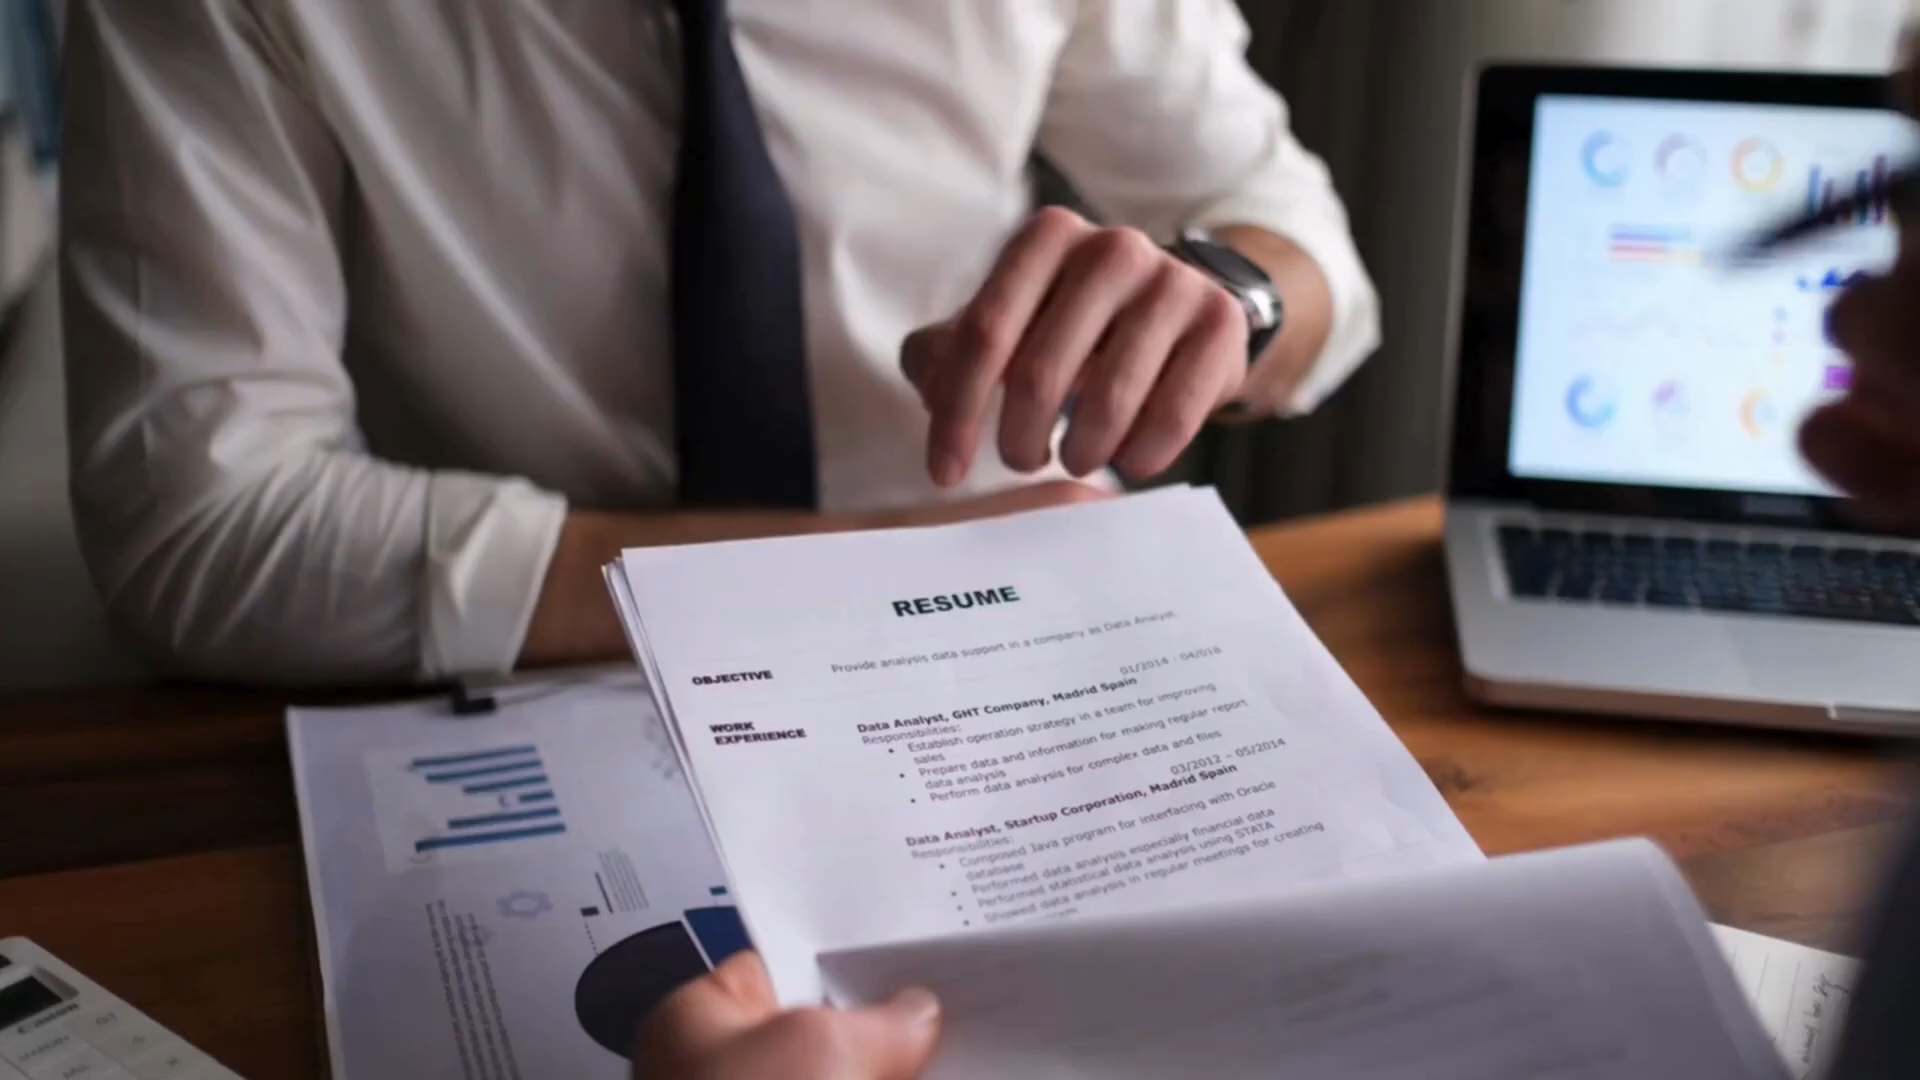 RESUME
OBJECTIVE
Provide analysis data support in a company as Data Analyst.
01/2014 - 04/018
WORK
EXPERIENCE
Data Analyst, GHT Company, Madrid Spain
Responsibilities:
• Establish operation strategy in a team for improving
sales
• Prepare data and information for making regular report
data analysis
• Perform data analysis for complex data and files
03/2012 – 05/2014
Data Analyst, Startup Corporation, Madrid Spain
Responsibilities:
• Composed Java program for interfacing with Oracle
database
• Performed data analysis especially financial data
• Performed statistical data analysis using STATA
• Showed data analysis in regular meetings for creating
Canon